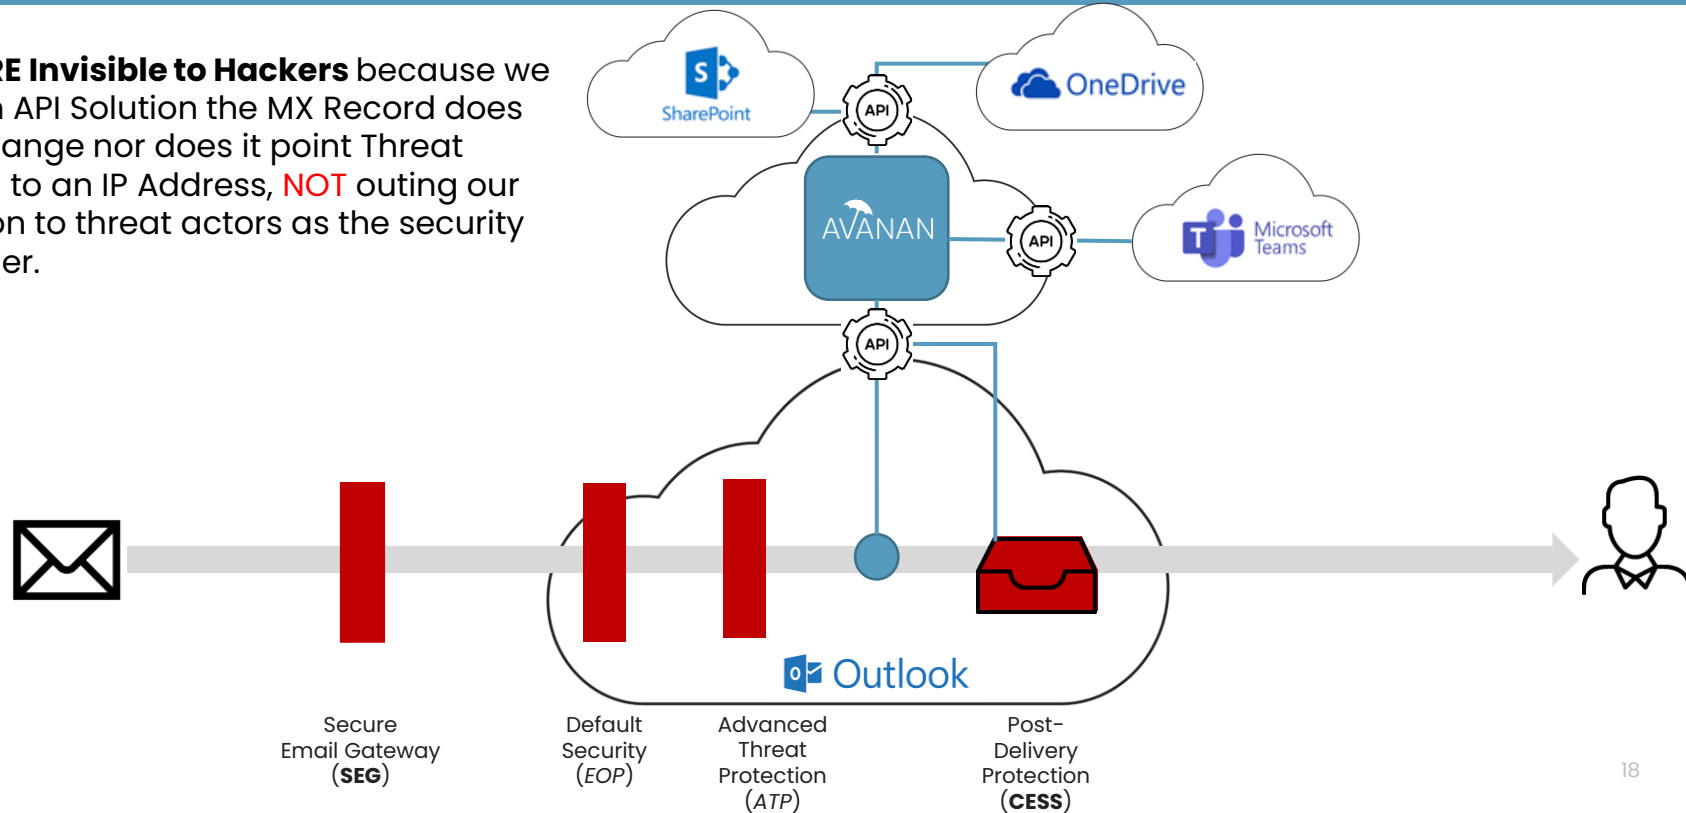 RE Invisible to Hackers because we
API Solution the MX Record does
ange nor does it point Threat
to an IP Address, NOT outing our
on to threat actors as the security
er.
SharePoint
OneDrive
API
AVANAN
API
Microsoft
Teams
API
Outlook
Secure
Email Gateway
(SEG)
Default
Security
(EOP)
Advanced
Threat
Protection
(ATP)
Post-
Delivery
Protection
(CESS)
18